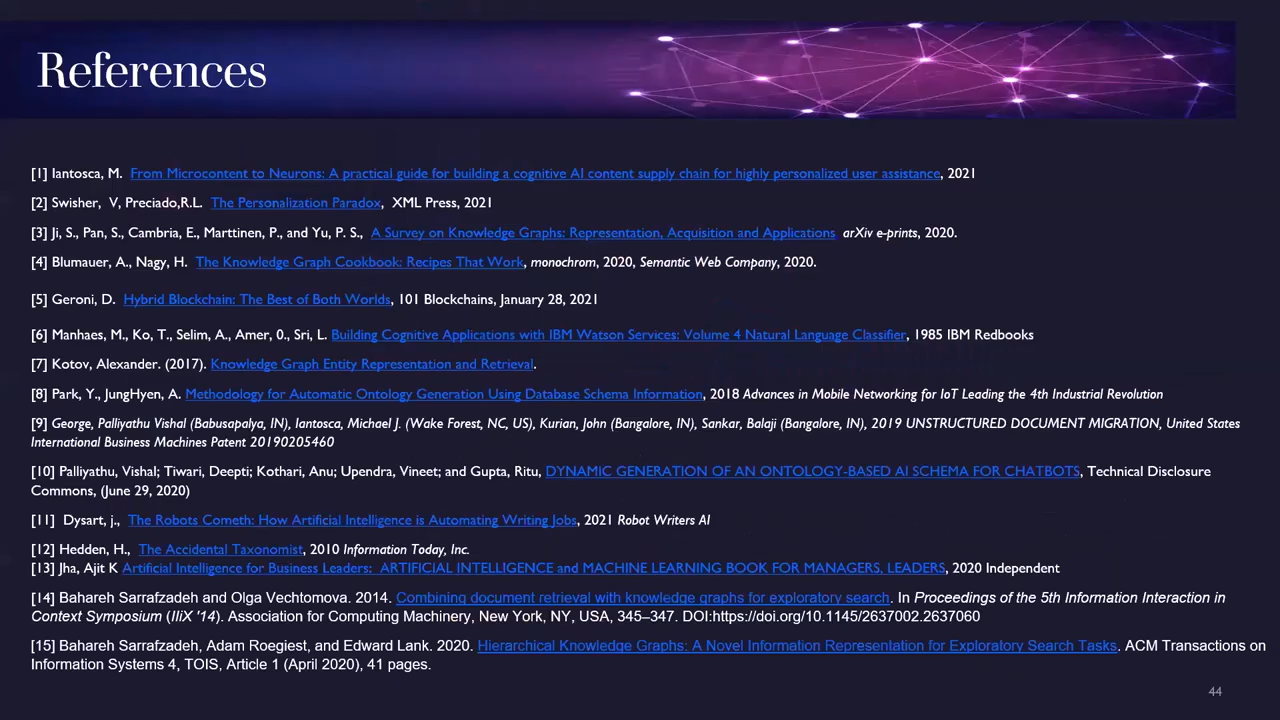 References
[1] Iantosca, M.  From Microcontent to Neurons: A practical guide for building a cognitive AI content supply chain for highly personalized user assistance, 2021
[2] Swisher,  V, Preciado,R.L.  The Personalization Paradox,  XML Press, 2021
[3] Ji, S., Pan, S., Cambria, E., Marttinen, P., and Yu, P. S.,  A Survey on Knowledge Graphs: Representation, Acquisition and Applications  arXiv e-prints, 2020.
[4] Blumauer, A., Nagy, H.  The Knowledge Graph Cookbook: Recipes That Work, monochrom, 2020, Semantic Web Company, 2020.
[5] Geroni, D.  Hybrid Blockchain: The Best of Both Worlds, 101 Blockchains, January 28, 2021
[6] Manhaes, M., Ko, T., Selim, A., Amer, 0., Sri, L. Building Cognitive Applications with IBM Watson Services: Volume 4 Natural Language Classifier, 1985 IBM Redbooks
[7] Kotov, Alexander. (2017). Knowledge Graph Entity Representation and Retrieval.
[8] Park, Y., JungHyen, A. Methodology for Automatic Ontology Generation Using Database Schema Information, 2018 Advances in Mobile Networking for IoT Leading the 4th Industrial Revolution
[9] George, Palliyathu Vishal (Babusapalya, IN), Iantosca, Michael J. (Wake Forest, NC, US), Kurian, John (Bangalore, IN), Sankar, Balaji (Bangalore, IN), 2019 UNSTRUCTURED DOCUMENT MIGRATION, United States
International Business Machines Patent 20190205460
[10] Palliyathu, Vishal; Tiwari, Deepti; Kothari, Anu; Upendra, Vineet; and Gupta, Ritu, DYNAMIC GENERATION OF AN ONTOLOGY-BASED AI SCHEMA FOR CHATBOTS, Technical Disclosure
Commons, (June 29, 2020)
[11]  Dysart, j.,  The Robots Cometh: How Artificial Intelligence is Automating Writing Jobs, 2021 Robot Writers AI
[12] Hedden, H.,  The Accidental Taxonomist, 2010 Information Today, Inc.
[13] Jha, Ajit K Artificial Intelligence for Business Leaders:  ARTIFICIAL INTELLIGENCE and MACHINE LEARNING BOOK FOR MANAGERS, LEADERS, 2020 Independent
[14] Bahareh Sarrafzadeh and Olga Vechtomova. 2014. Combining document retrieval with knowledge graphs for exploratory search. In Proceedings of the 5th Information Interaction in
Context Symposium (IIiX '14). Association for Computing Machinery, New York, NY, USA, 345–347. DOI:https://doi.org/10.1145/2637002.2637060
[15] Bahareh Sarrafzadeh, Adam Roegiest, and Edward Lank. 2020. Hierarchical Knowledge Graphs: A Novel Information Representation for Exploratory Search Tasks. ACM Transactions on
Information Systems 4, TOIS, Article 1 (April 2020), 41 pages.
44